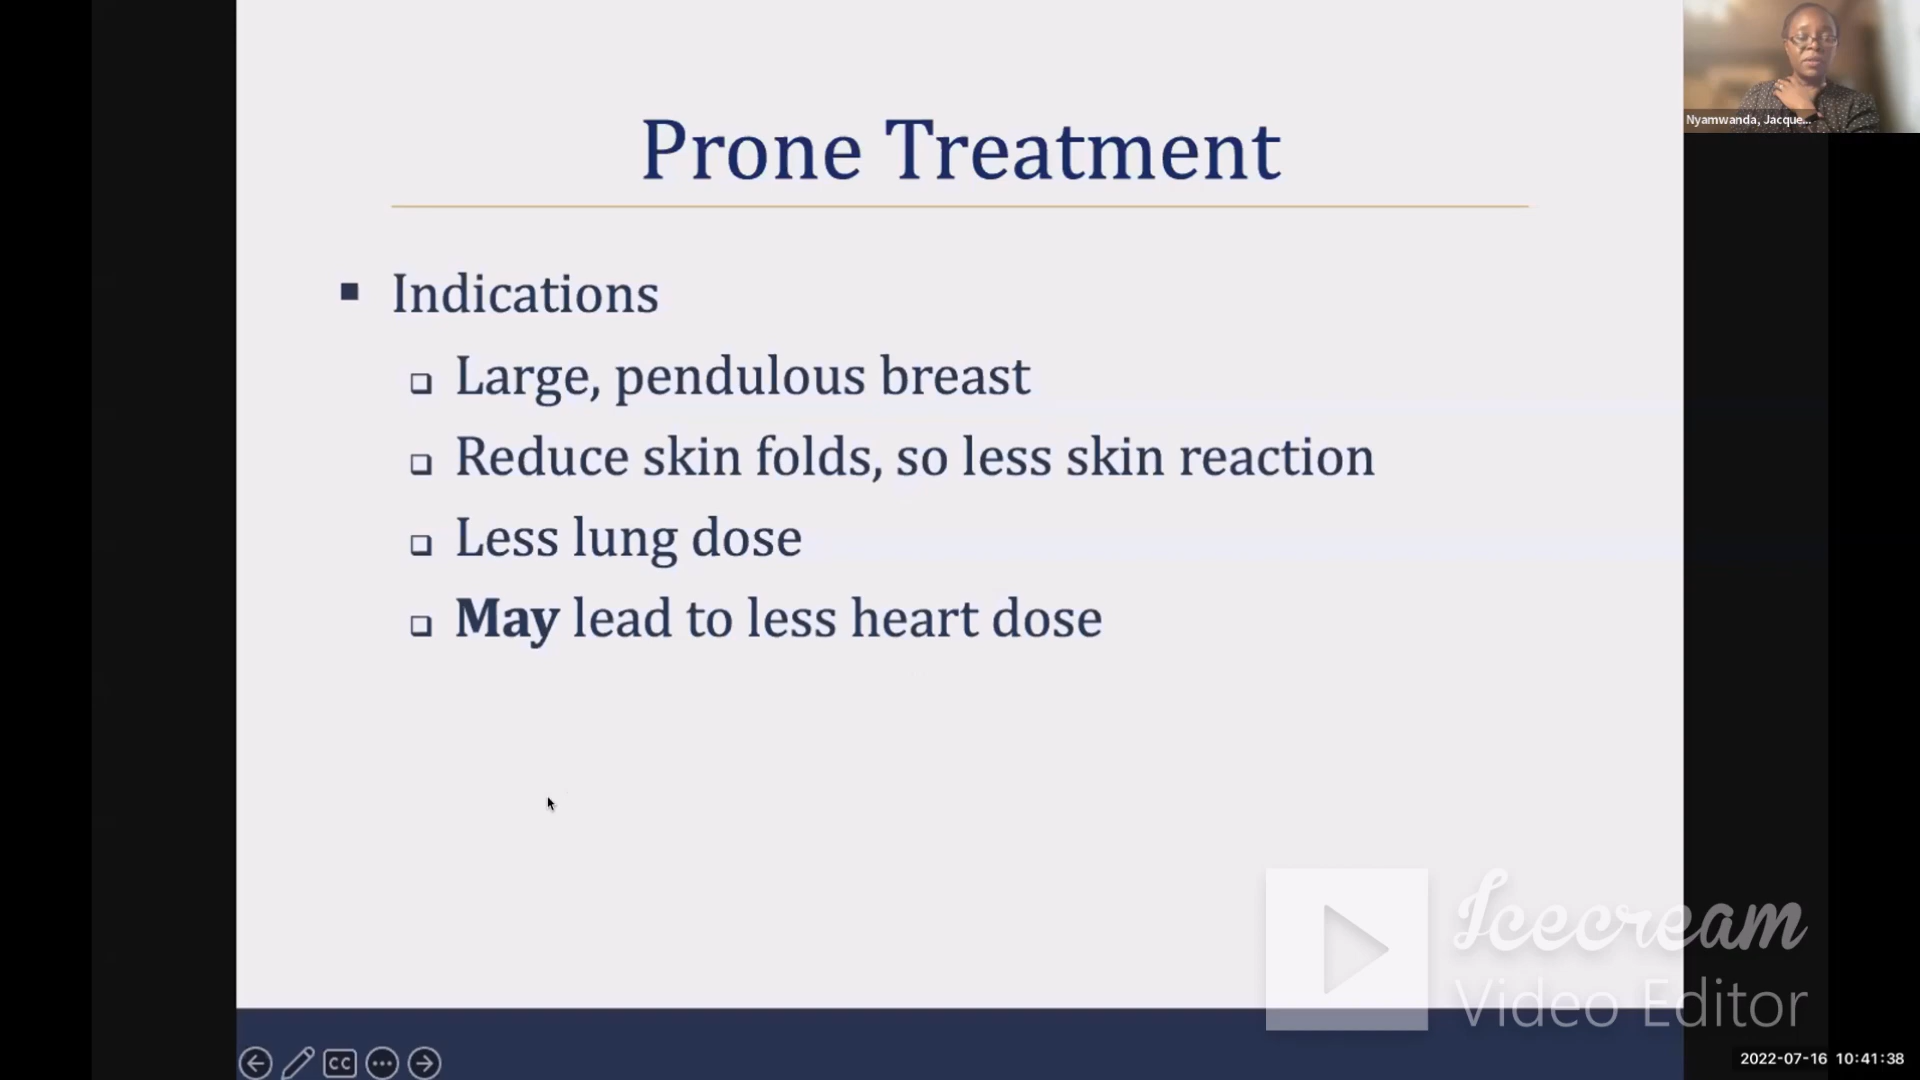 Prone Treatment
Nyamwanda, Jacque...
Indications
Large, pendulous breast
Reduce skin folds, so less skin reaction
Less lung dose
May lead to less heart dose
Icecream
Video Editor
CC
2022-07-16 10:41:38